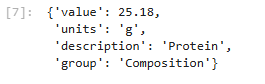 [7]: {'value': 25.18,
'units': 'g',
'description': 'Protein',
'group': 'Composition'}